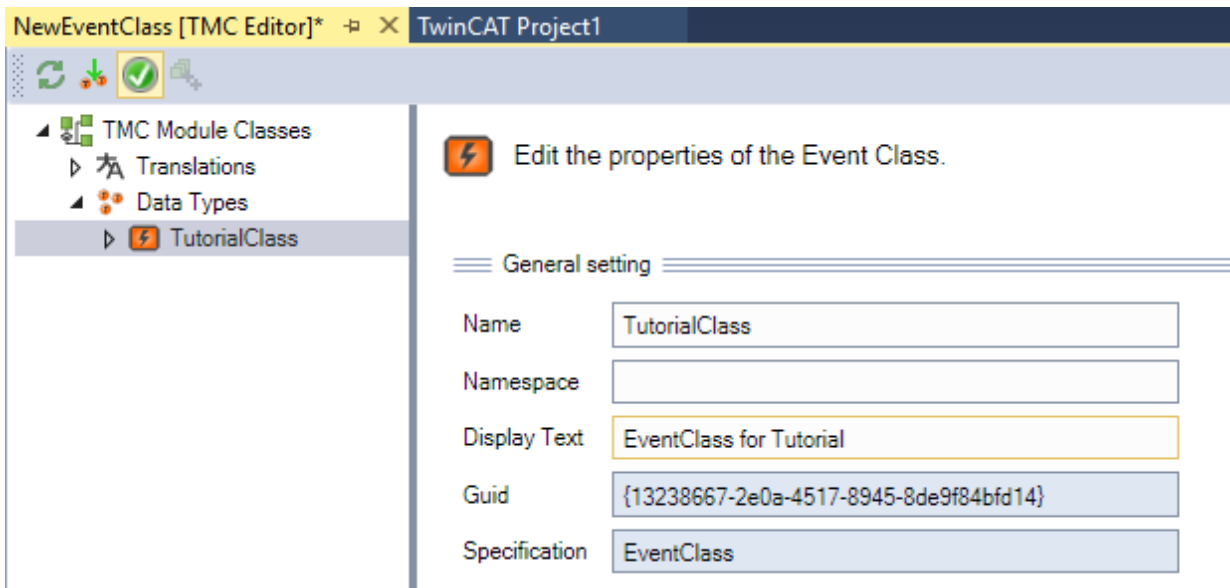 NewEventClass [TMC Editor]*
TwinCAT Project1
TMC Module Classes
Translations
Data Types
TutorialClass
Edit the properties of the Event Class.
General setting
Name TutorialClass
Namespace
Display Text EventClass for Tutorial
Guid {13238667-2e0a-4517-8945-8de9f84bfd14}
Specification EventClass